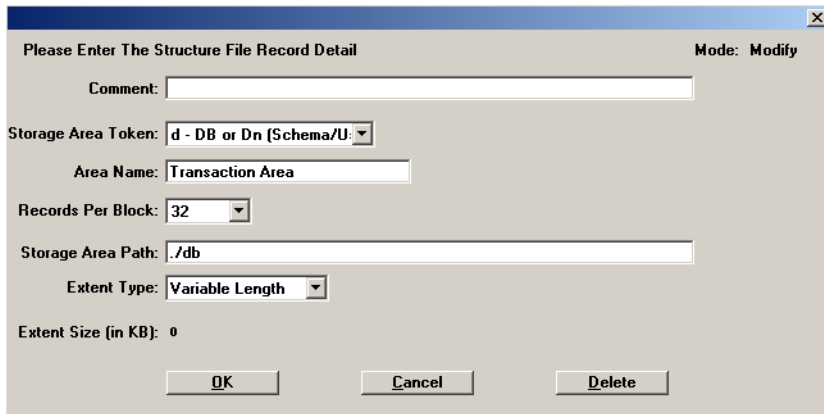 Please Enter The Structure File Record Detail Mode: Modify
Comment:
Storage Area Token: d - DB or Dn (Schema/U:
Area Name: Transaction Area
Records Per Block: 32
Storage Area Path: ./db
Extent Type: Variable Length
Extent Size (in KB): 0
OK Cancel Delete